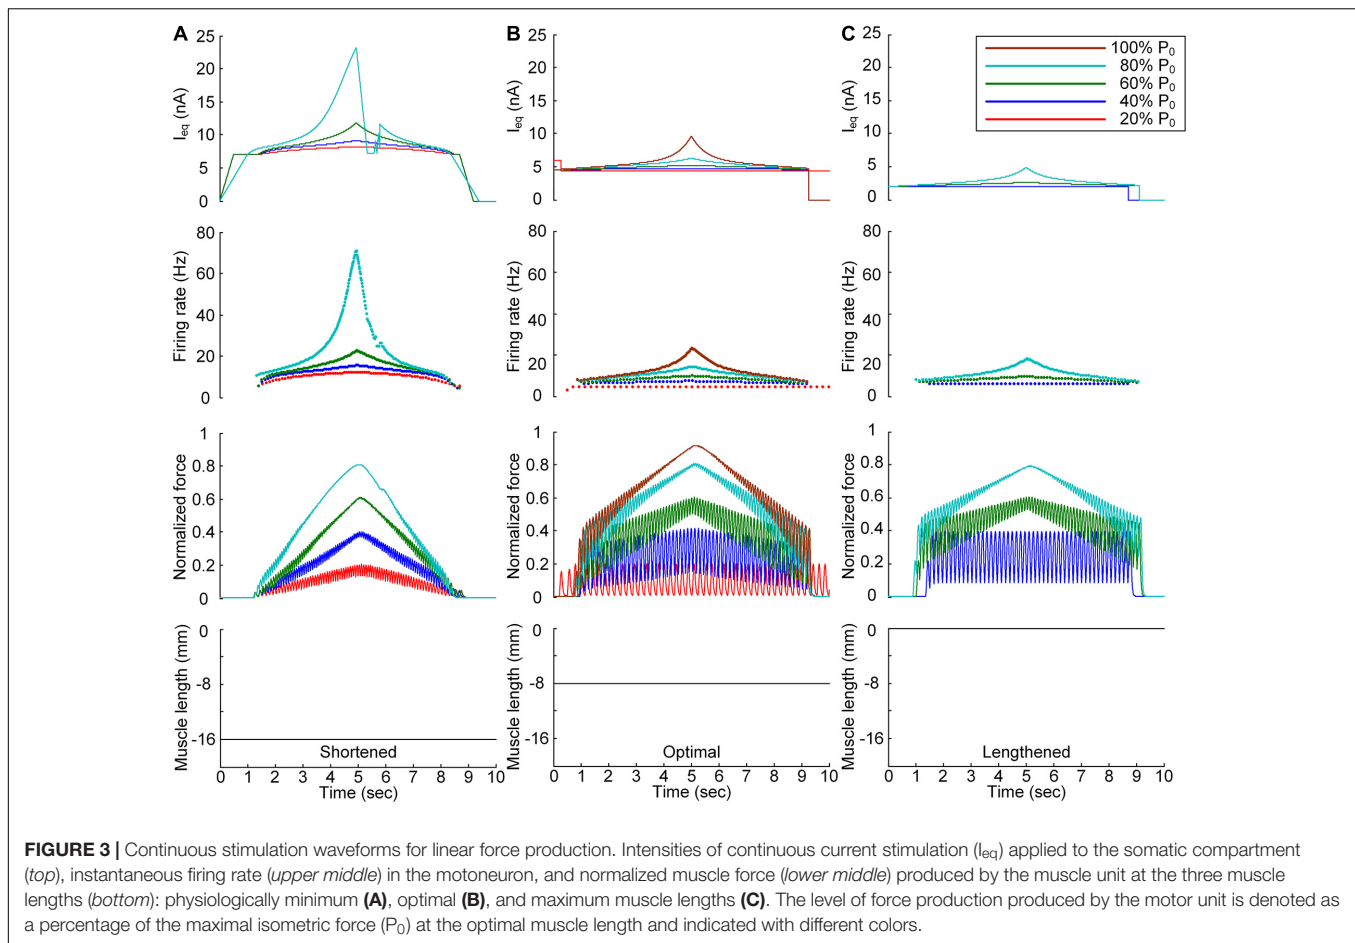 A
B
C
25
20
15
10
5
0
I_eq (nA)
25
20
15
10
5
0
I_eq (nA)
25
20
15
10
5
0
I_eq (nA)
100% P_0
80% P_0
60% P_0
40% P_0
20% P_0
80
60
40
20
0
Firing rate (Hz)
80
60
40
20
0
Firing rate (Hz)
80
60
40
20
0
Firing rate (Hz)
1
0.8
0.6
0.4
0.2
0
Normalized force
1
0.8
0.6
0.4
0.2
0
Normalized force
1
0.8
0.6
0.4
0.2
0
Normalized force
0
-8
-16
Muscle length (mm)
Shortened
0 1 2 3 4 5 6 7 8 9 10
Time (sec)
0
-8
-16
Muscle length (mm)
Optimal
0 1 2 3 4 5 6 7 8 9 10
Time (sec)
0
-8
-16
Muscle length (mm)
Lengthened
0 1 2 3 4 5 6 7 8 9 10
Time (sec)
FIGURE 3 | Continuous stimulation waveforms for linear force production. Intensities of continuous current stimulation (I_eq) applied to the somatic compartment
(top), instantaneous firing rate (upper middle) in the motoneuron, and normalized muscle force (lower middle) produced by the muscle unit at the three muscle
lengths (bottom): physiologically minimum (A), optimal (B), and maximum muscle lengths (C). The level of force production produced by the motor unit is denoted as
a percentage of the maximal isometric force (P_0) at the optimal muscle length and indicated with different colors.